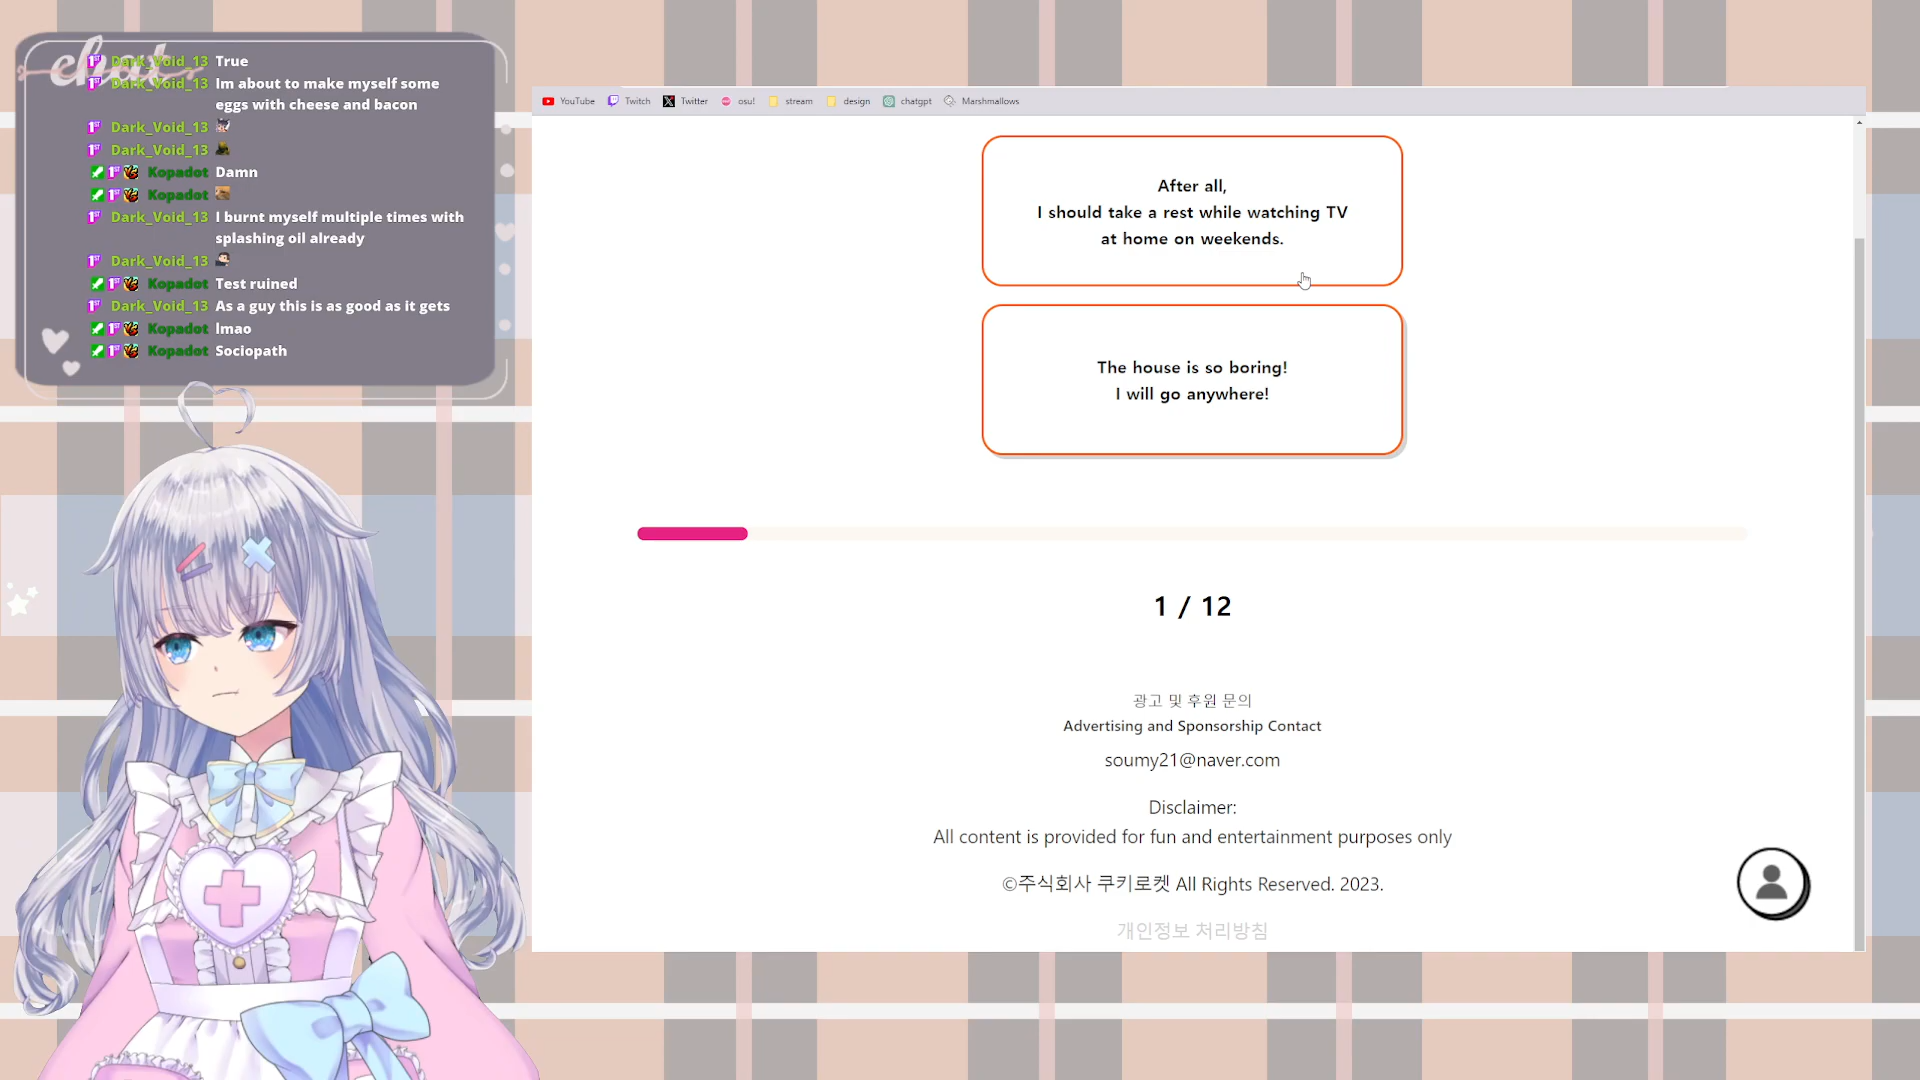 chat
Dark_Void_13 True
Dark_Void_13 Im about to make myself some
eggs with cheese and bacon
Dark_Void_13
Dark_Void_13
Kopadot Damn
Kopadot
Dark_Void_13 I burnt myself multiple times with
splashing oil already
Dark_Void_13
Kopadot Test ruined
Dark_Void_13 As a guy this is as good as it gets
Kopadot lmao
Kopadot Sociopath
YouTube Twitch Twitter osu! stream design chatgpt Marshmallows
After all,
I should take a rest while watching TV
at home on weekends.
The house is so boring!
I will go anywhere!
1 / 12
광고 및 후원 문의
Advertising and Sponsorship Contact
soumy21@naver.com
Disclaimer:
All content is provided for fun and entertainment purposes only
©주식회사 쿠키로켓 All Rights Reserved. 2023.
개인정보 처리방침